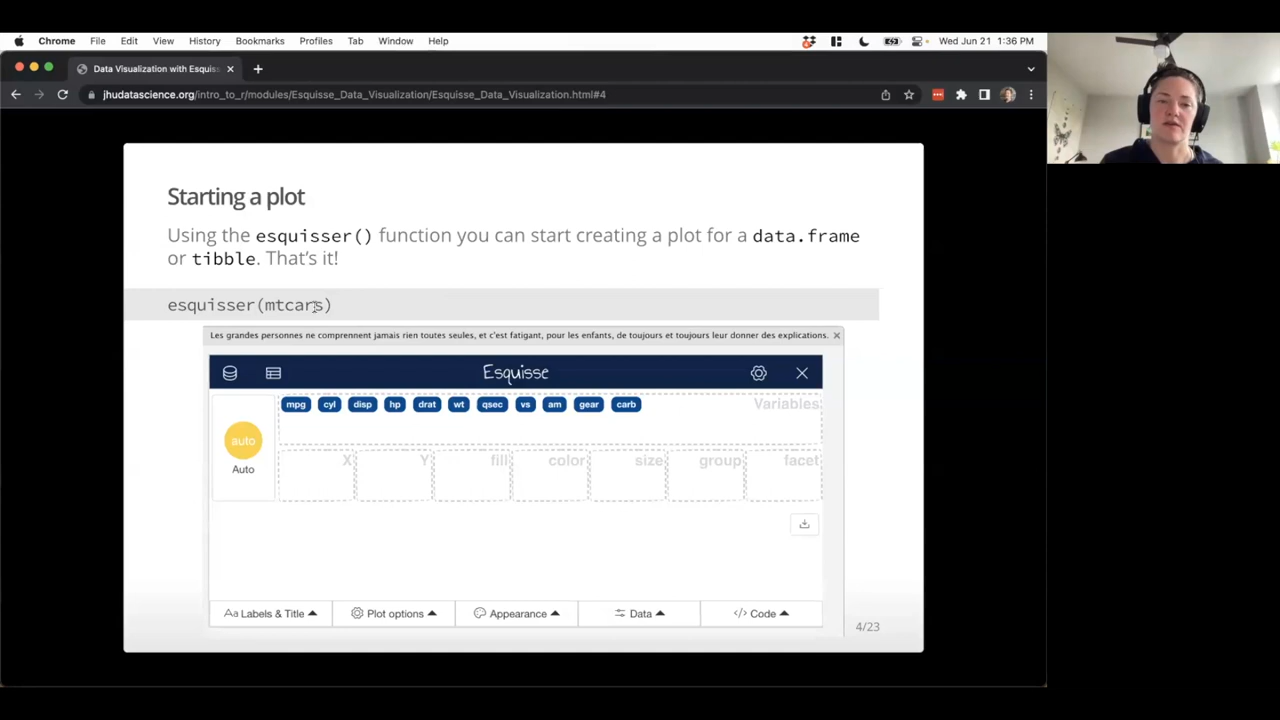 Chrome File Edit View History Bookmarks Profiles Tab Window Help Wed Jun 21 1:36 PM
Data Visualization with Esquiss
jhudatascience.org/intro_to_r/modules/Esquisse_Data_Visualization/Esquisse_Data_Visualization.html#4
Starting a plot
Using the esquisser() function you can start creating a plot for a data.frame
or tibble. That's it!
esquisser(mtcars)
Les grandes personnes ne comprennent jamais rien toutes seules, et c'est fatigant, pour les enfants, de toujours et toujours leur donner des explications.
Esquisse
mpg cyl disp hp drat wt qsec vs am gear carb Variables
auto
Auto
X Y fill color size group facet
Aa Labels & Title Plot options Appearance Data </> Code
4/23